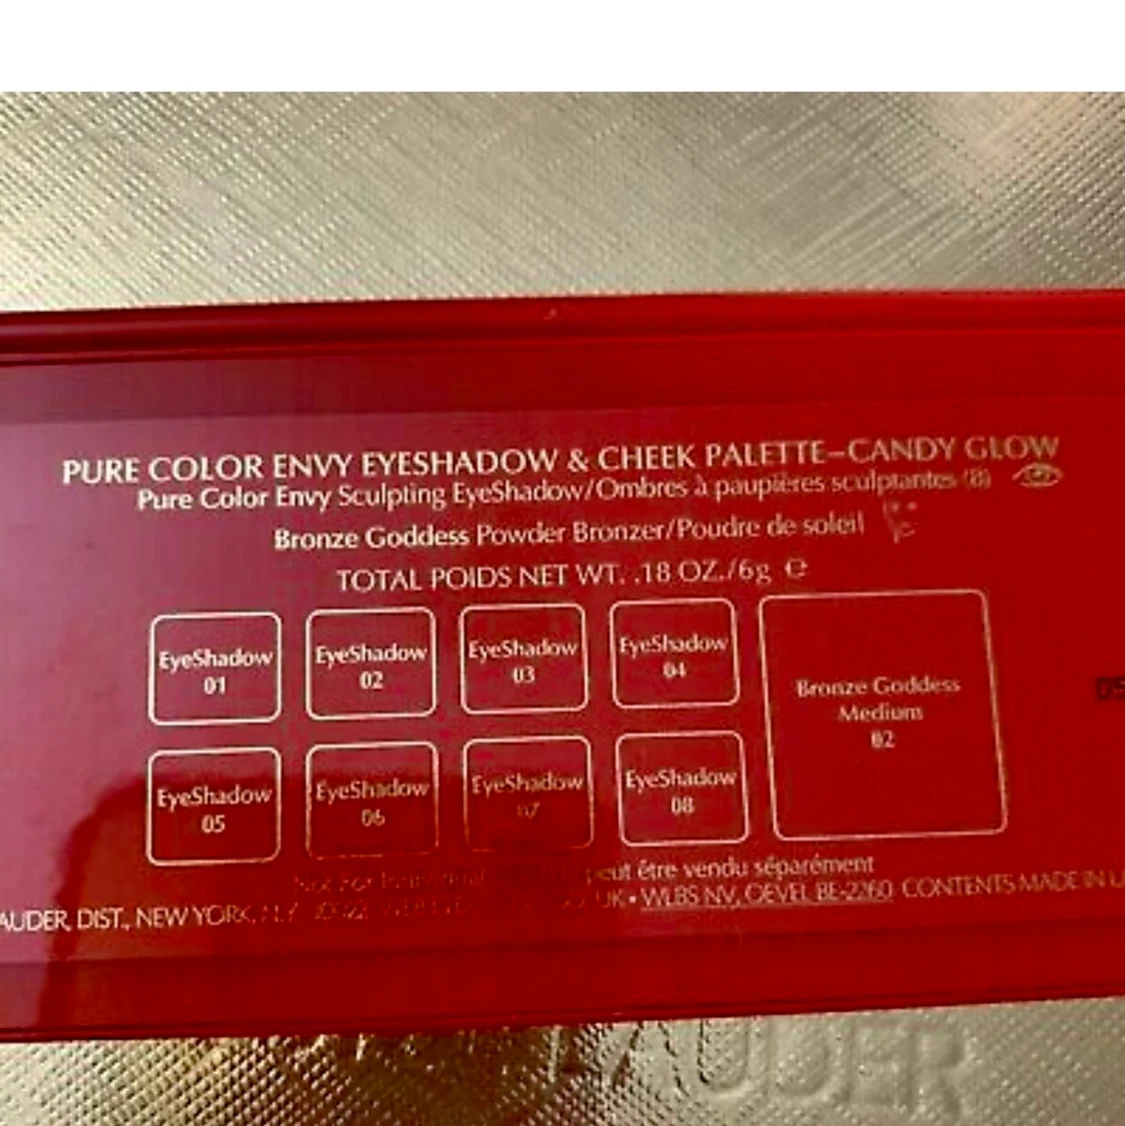 PURE COLOR ENVY EYESHADOW & CHEEK PALETTE–CANDY GLOW
Pure Color Envy Sculpting EyeShadow/Ombres à paupières sculptantes (8)
Bronze Goddess Powder Bronzer/Poudre de soleil
TOTAL POIDS NET WT. .18 OZ./6g ℮
EyeShadow
01
EyeShadow
02
EyeShadow
03
EyeShadow
04
Bronze Goddess
Medium
02
EyeShadow
05
EyeShadow
06
EyeShadow
07
EyeShadow
08
peut être vendu séparément
AUDER, DIST., NEW YORK, N.Y. UK • WLBS NV, OEVEL BE-2260 CONTENTS MADE IN
AUDER